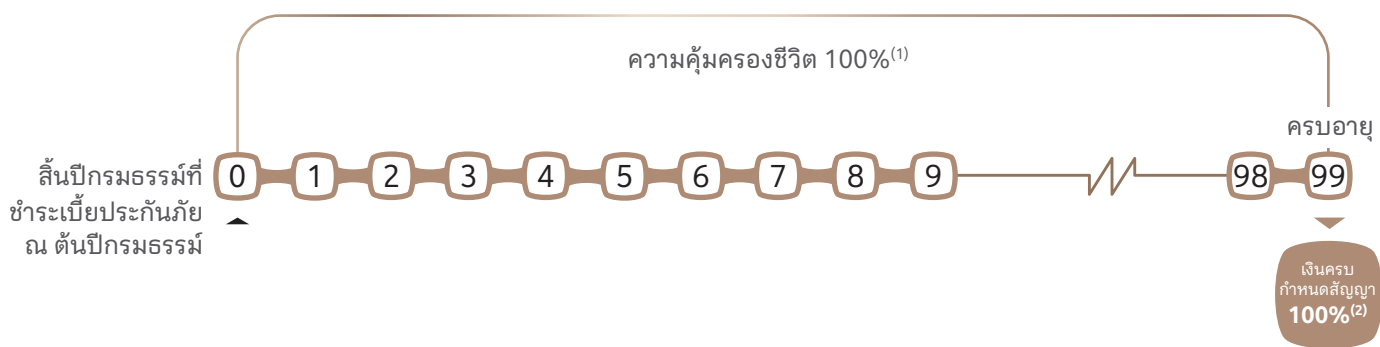 ความคุ้มครองชีวิต 100%(1)
ครบอายุ
สิ้นปีกรมธรรม์ที่ 0 1 2 3 4 5 6 7 8 9 98 99
ชำระเบี้ยประกันภัย
ณ ต้นปีกรมธรรม์
เงินครบ
กำหนดสัญญา
100%(2)